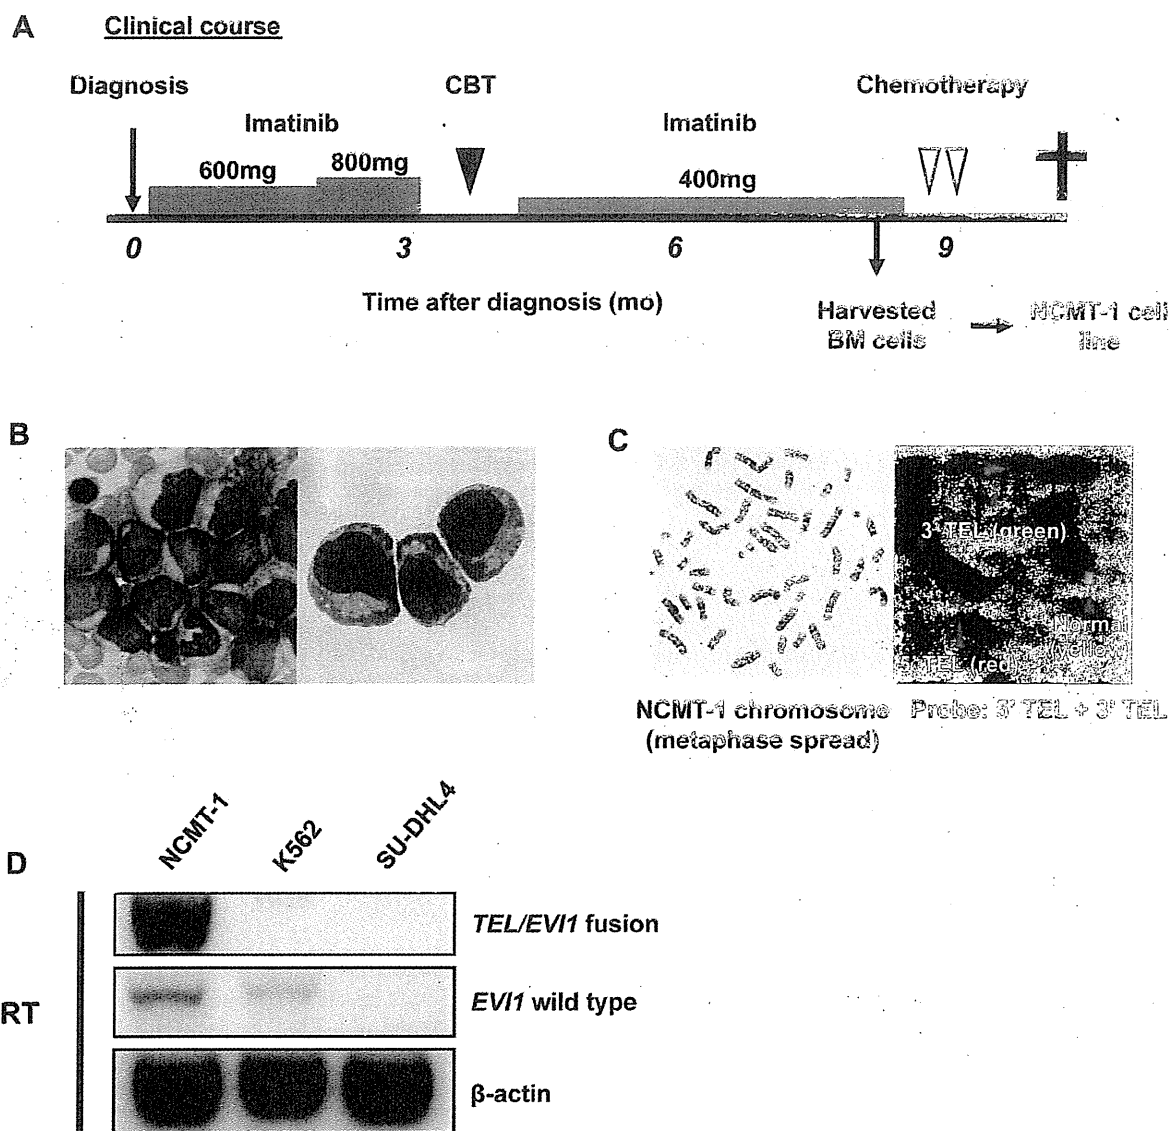 A
Clinical course
Diagnosis
CBT
Chemotherapy
Imatinib
Imatinib
600mg
800mg
400mg
0
3
6
9
Time after diagnosis (mo)
Harvested
BM cells
NCMT-1 cell
line
B
C
3' TEL (green)
Normal
(yellow)
5' TEL (red)
NCMT-1 chromosome
(metaphase spread)
Probe: 3' TEL + 3' TEL
D
NCMT-1
K562
SU-DHL4
TEL/EVI1 fusion
EVI1 wild type
β-actin
RT